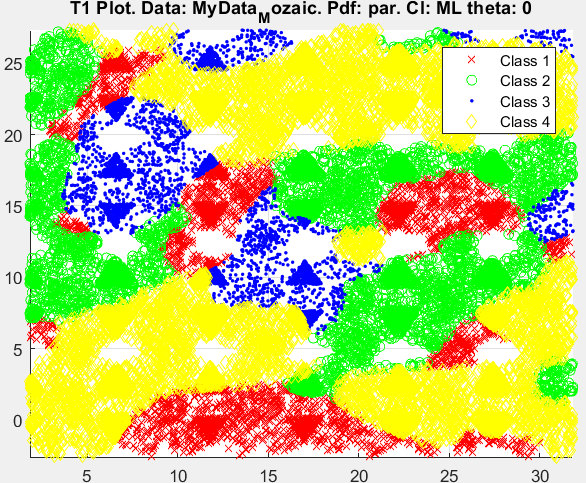 T1 Plot. Data: MyData_Mozaic. Pdf: par. Cl: ML theta: 0
25
20
15
10
5
0
Class 1
Class 2
Class 3
Class 4
5 10 15 20 25 30